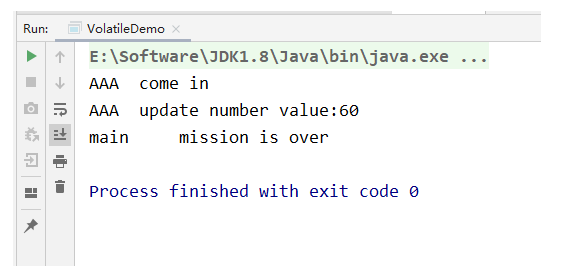 Run: VolatileDemo
E:\Software\JDK1.8\Java\bin\java.exe ...
AAA come in
AAA update number value:60
main mission is over
Process finished with exit code 0